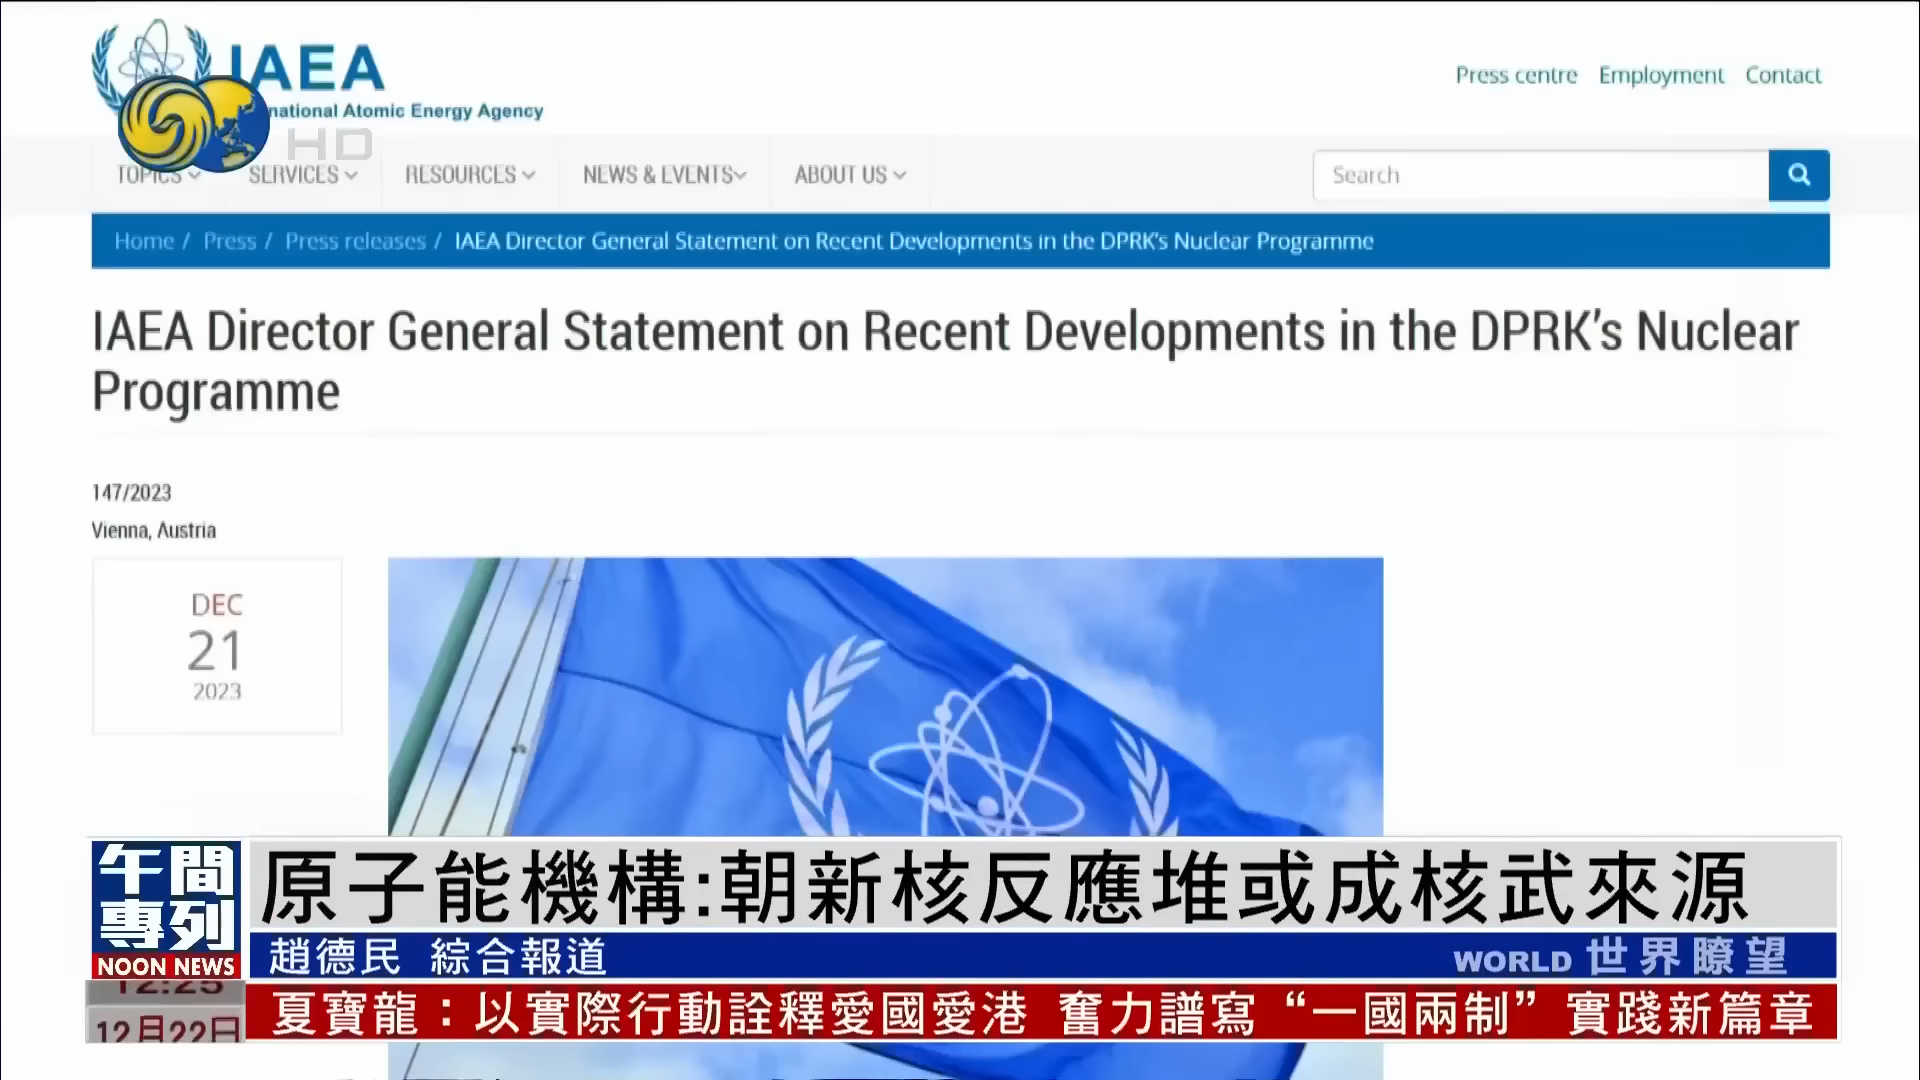 IAEA
national Atomic Energy Agency
HD
Press centre Employment Contact
TOPICS SERVICES RESOURCES NEWS & EVENTS ABOUT US
Search
Home / Press / Press releases / IAEA Director General Statement on Recent Developments in the DPRK's Nuclear Programme
IAEA Director General Statement on Recent Developments in the DPRK's Nuclear
Programme
147/2023
Vienna, Austria
DEC
21
2023
午間
專列
NOON NEWS
原子能機構:朝新核反應堆或成核武來源
趙德民 綜合報道
WORLD 世界瞭望
12:25
12月22日
夏寶龍：以實際行動詮釋愛國愛港 奮力譜寫“一國兩制”實踐新篇章